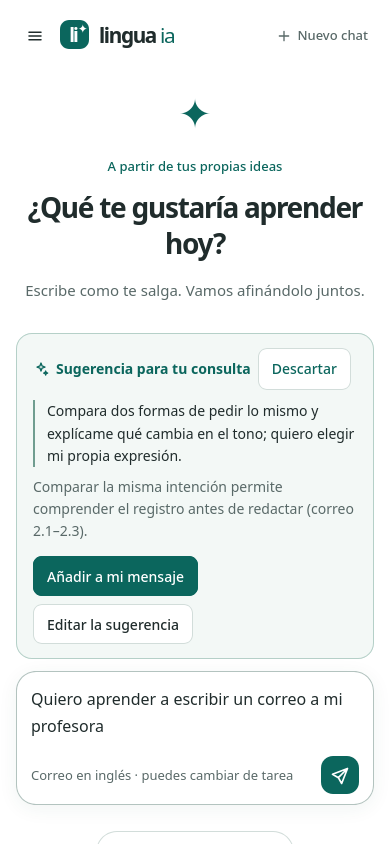 li lingua ia
Nuevo chat
A partir de tus propias ideas
¿Qué te gustaría aprender
hoy?
Escribe como te salga. Vamos afinándolo juntos.
Sugerencia para tu consulta
Descartar
Compara dos formas de pedir lo mismo y
explícame qué cambia en el tono; quiero elegir
mi propia expresión.
Comparar la misma intención permite
comprender el registro antes de redactar (correo
2.1–2.3).
Añadir a mi mensaje
Editar la sugerencia
Quiero aprender a escribir un correo a mi
profesora
Correo en inglés · puedes cambiar de tarea